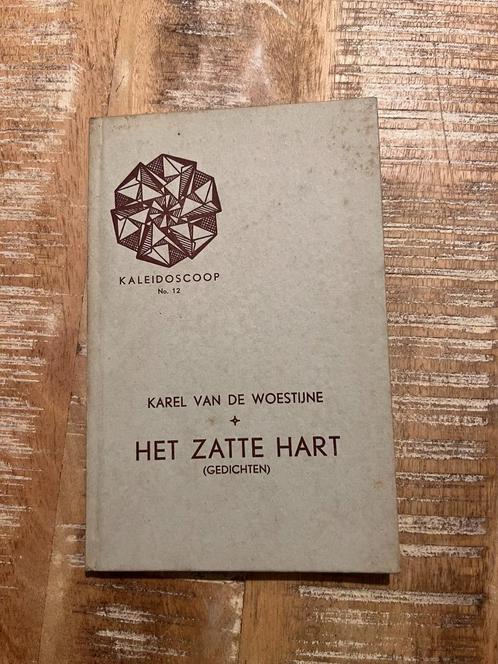 KALEIDOSCOOP
No. 12
KAREL VAN DE WOESTIJNE
HET ZATTE HART
(GEDICHTEN)